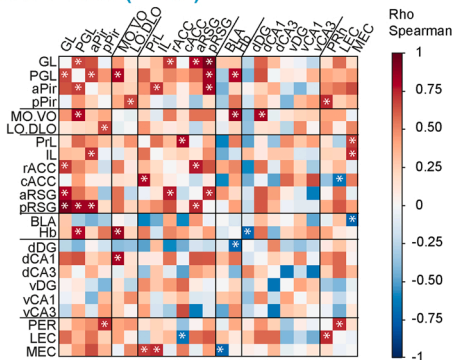 Rho
Spearman
GL
PGL
aPir
pPir
MO.VO
LO.DLO
PrL
IL
rACC
cACC
aRSG
pRSG
BLA
Hb
dDG
dCA1
dCA3
vDG
vCA1
vCA3
PRh
LEC
MEC
GL
PGL
aPir
pPir
MO.VO
LO.DLO
PrL
IL
rACC
cACC
aRSG
pRSG
BLA
Hb
dDG
dCA1
dCA3
vDG
vCA1
vCA3
PER
LEC
MEC
1
0.75
0.50
0.25
0
-0.25
-0.50
-0.75
-1